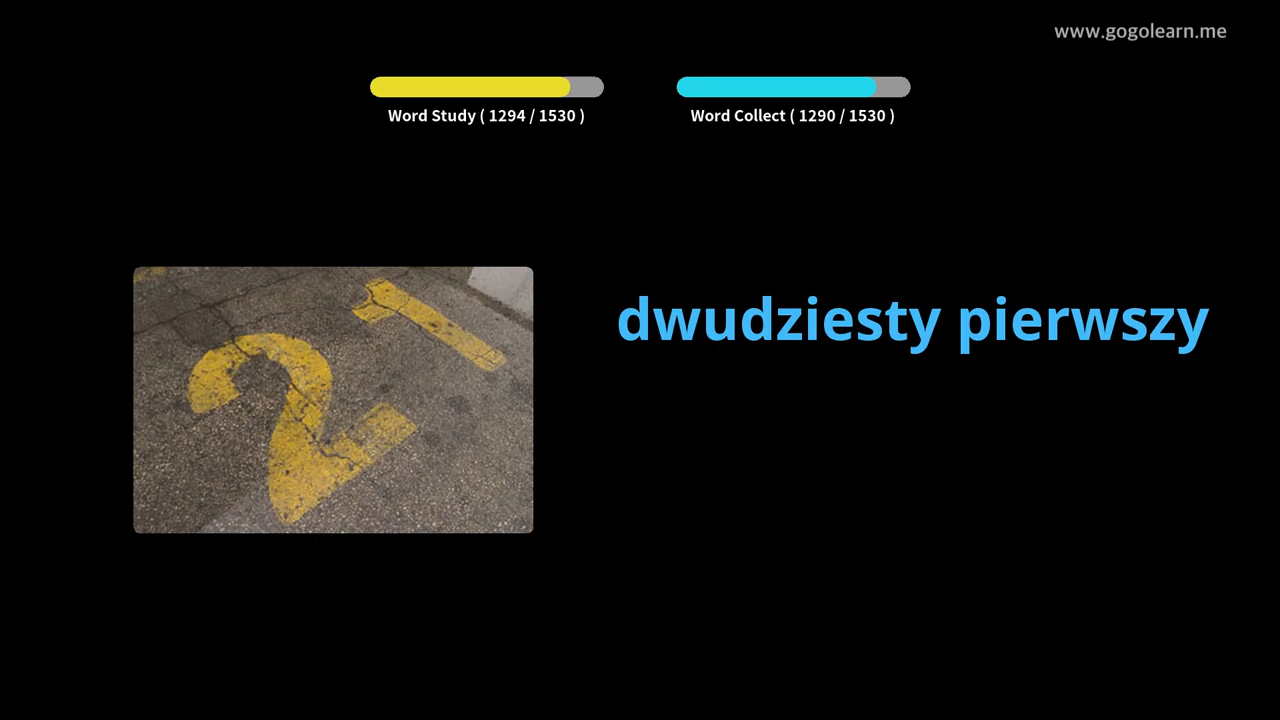 www.gogolearn.me
Word Study ( 1294 / 1530 )
Word Collect ( 1290 / 1530 )
21
dwudziesty pierwszy